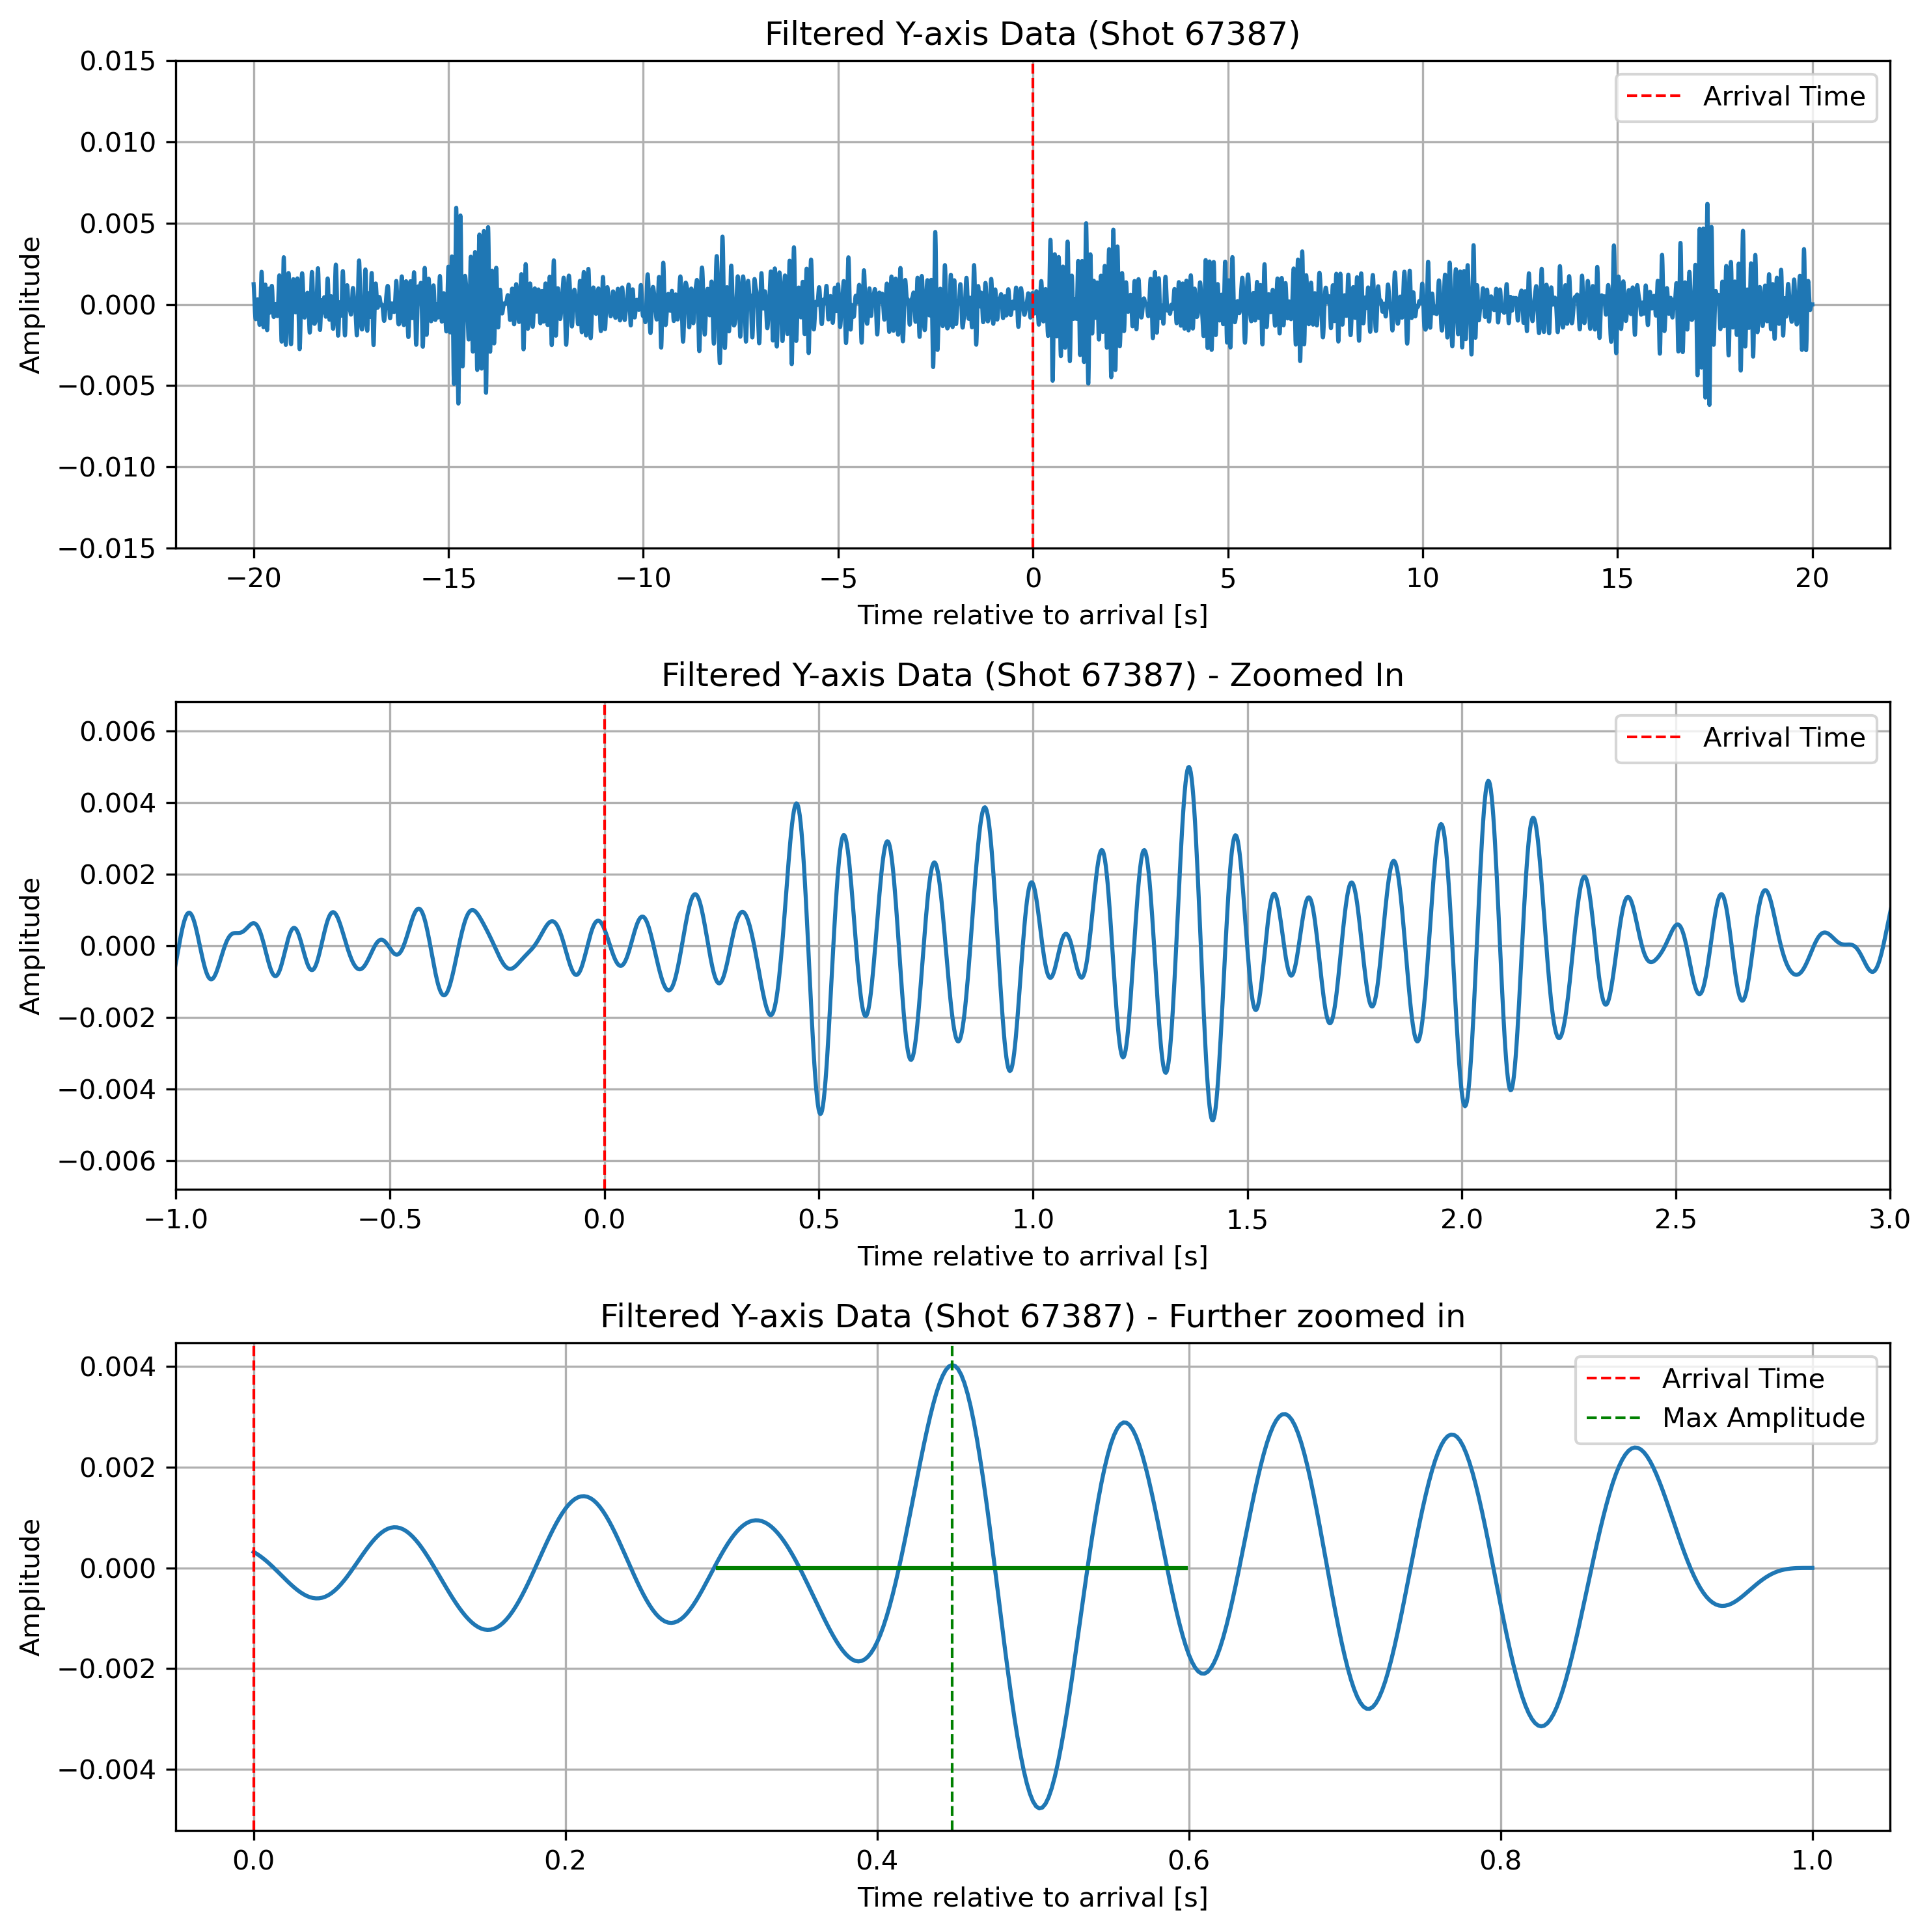 Filtered Y-axis Data (Shot 67387)
0.015
0.010
0.005
0.000
−0.005
−0.010
−0.015
Amplitude
Arrival Time
−20 −15 −10 −5 0 5 10 15 20
Time relative to arrival [s]
Filtered Y-axis Data (Shot 67387) - Zoomed In
0.006
0.004
0.002
0.000
−0.002
−0.004
−0.006
Amplitude
Arrival Time
−1.0 −0.5 0.0 0.5 1.0 1.5 2.0 2.5 3.0
Time relative to arrival [s]
Filtered Y-axis Data (Shot 67387) - Further zoomed in
0.004
0.002
0.000
−0.002
−0.004
Amplitude
Arrival Time
Max Amplitude
0.0 0.2 0.4 0.6 0.8 1.0
Time relative to arrival [s]